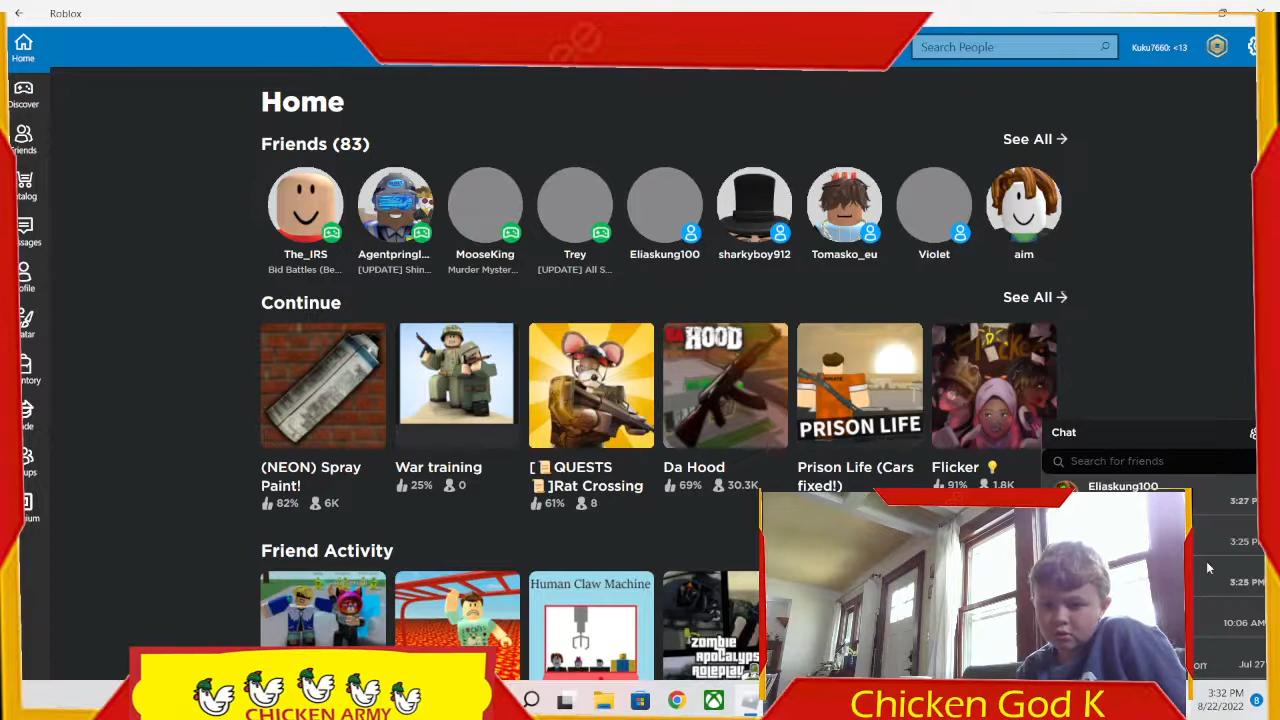 Roblox
Home
Search People
Kuku7660: <13
Discover
Home
Friends (83)
See All
The_IRS
Agentpringl...
MooseKing
Trey
Eliaskung100
sharkyboy912
Tomasko_eu
Violet
aim
Bid Battles (Be...
[UPDATE] Shin...
Murder Myster...
[UPDATE] All S...
Continue
See All
DA HOOD
PRISON LIFE
(NEON) Spray
Paint!
82% 6K
War training
25% 0
[📜QUESTS
📜]Rat Crossing
61% 8
Da Hood
69% 30.3K
Prison Life (Cars
fixed!)
Flicker 💡
91% 1.8K
Chat
Search for friends
Eliaskung100
3:27 P
3:25 PM
3:25 PM
10:06 AM
Jul 27
Friend Activity
Human Claw Machine
zombie
apocalyps
roleplay
CHICKEN ARMY
Chicken God K
3:32 PM
8/22/2022
8